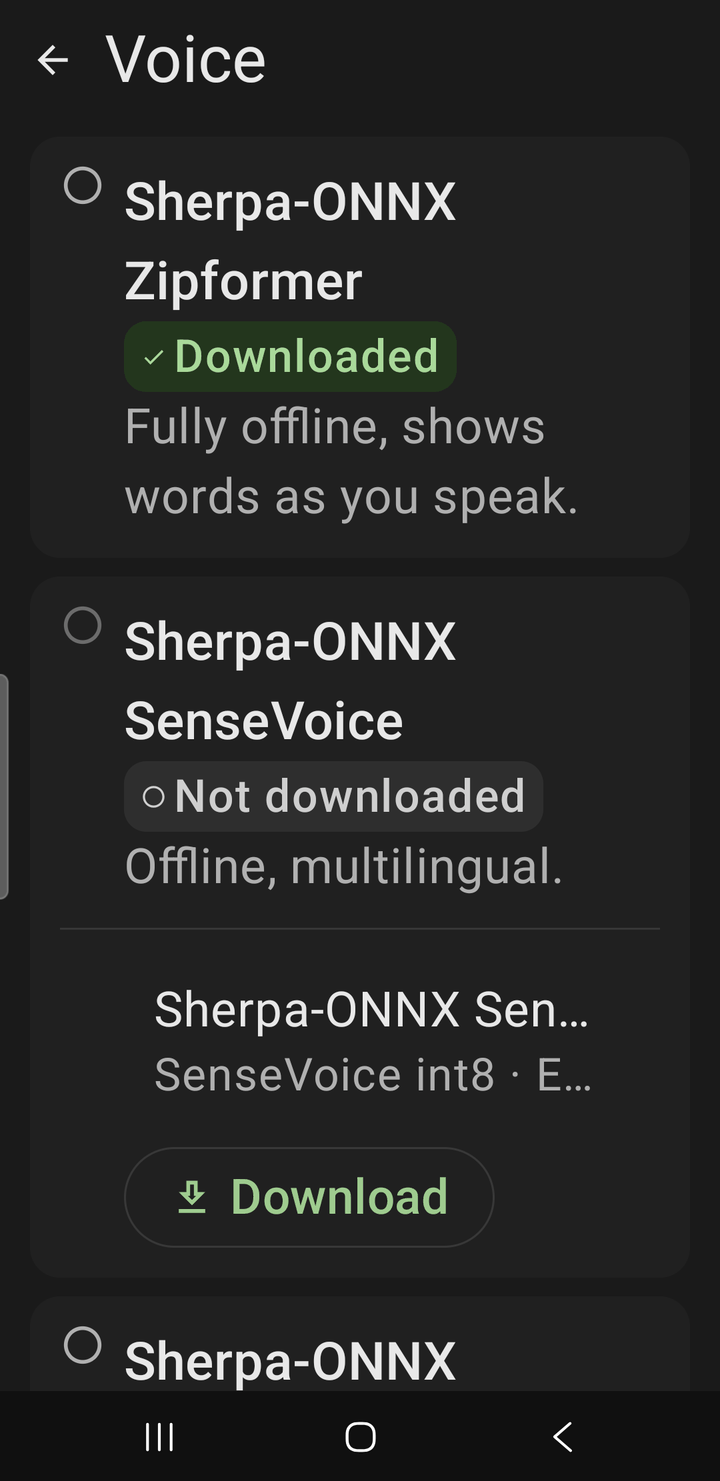 Voice
Sherpa-ONNX
Zipformer
Downloaded
Fully offline, shows
words as you speak.
Sherpa-ONNX
SenseVoice
Not downloaded
Offline, multilingual.
Sherpa-ONNX Sen…
SenseVoice int8 · E…
Download
Sherpa-ONNX